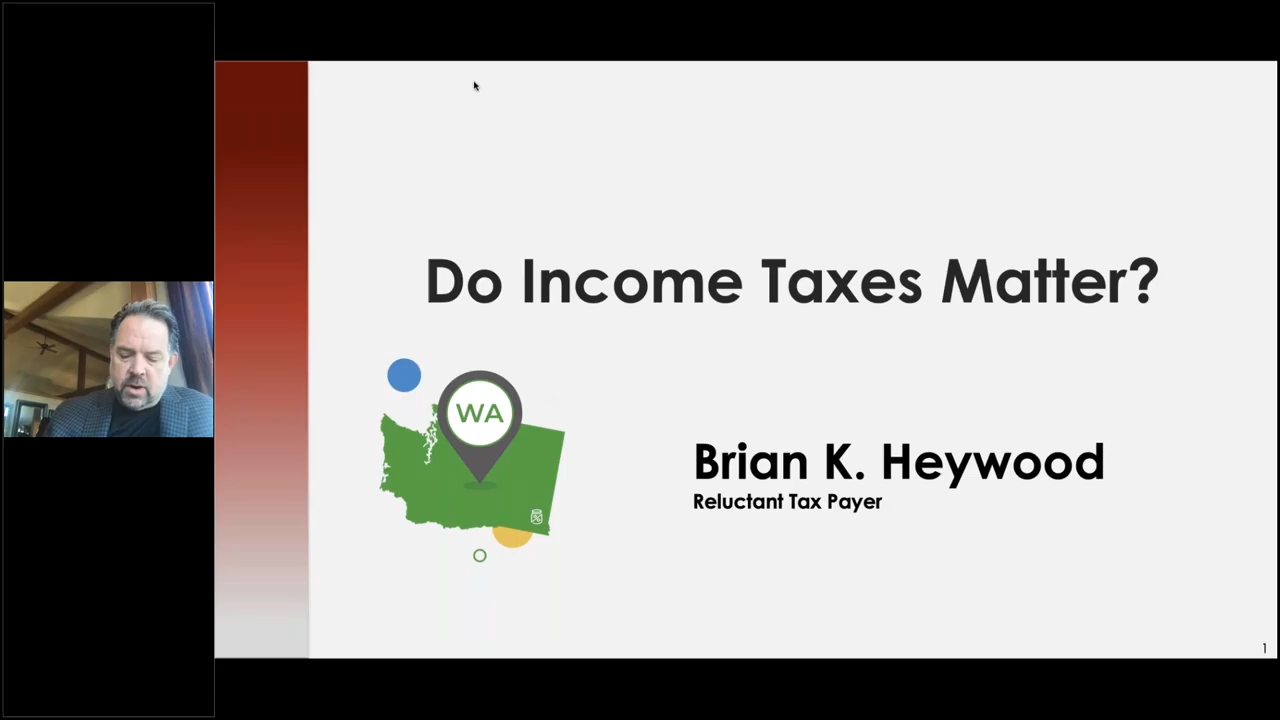 Do Income Taxes Matter?
WA
Brian K. Heywood
Reluctant Tax Payer
1